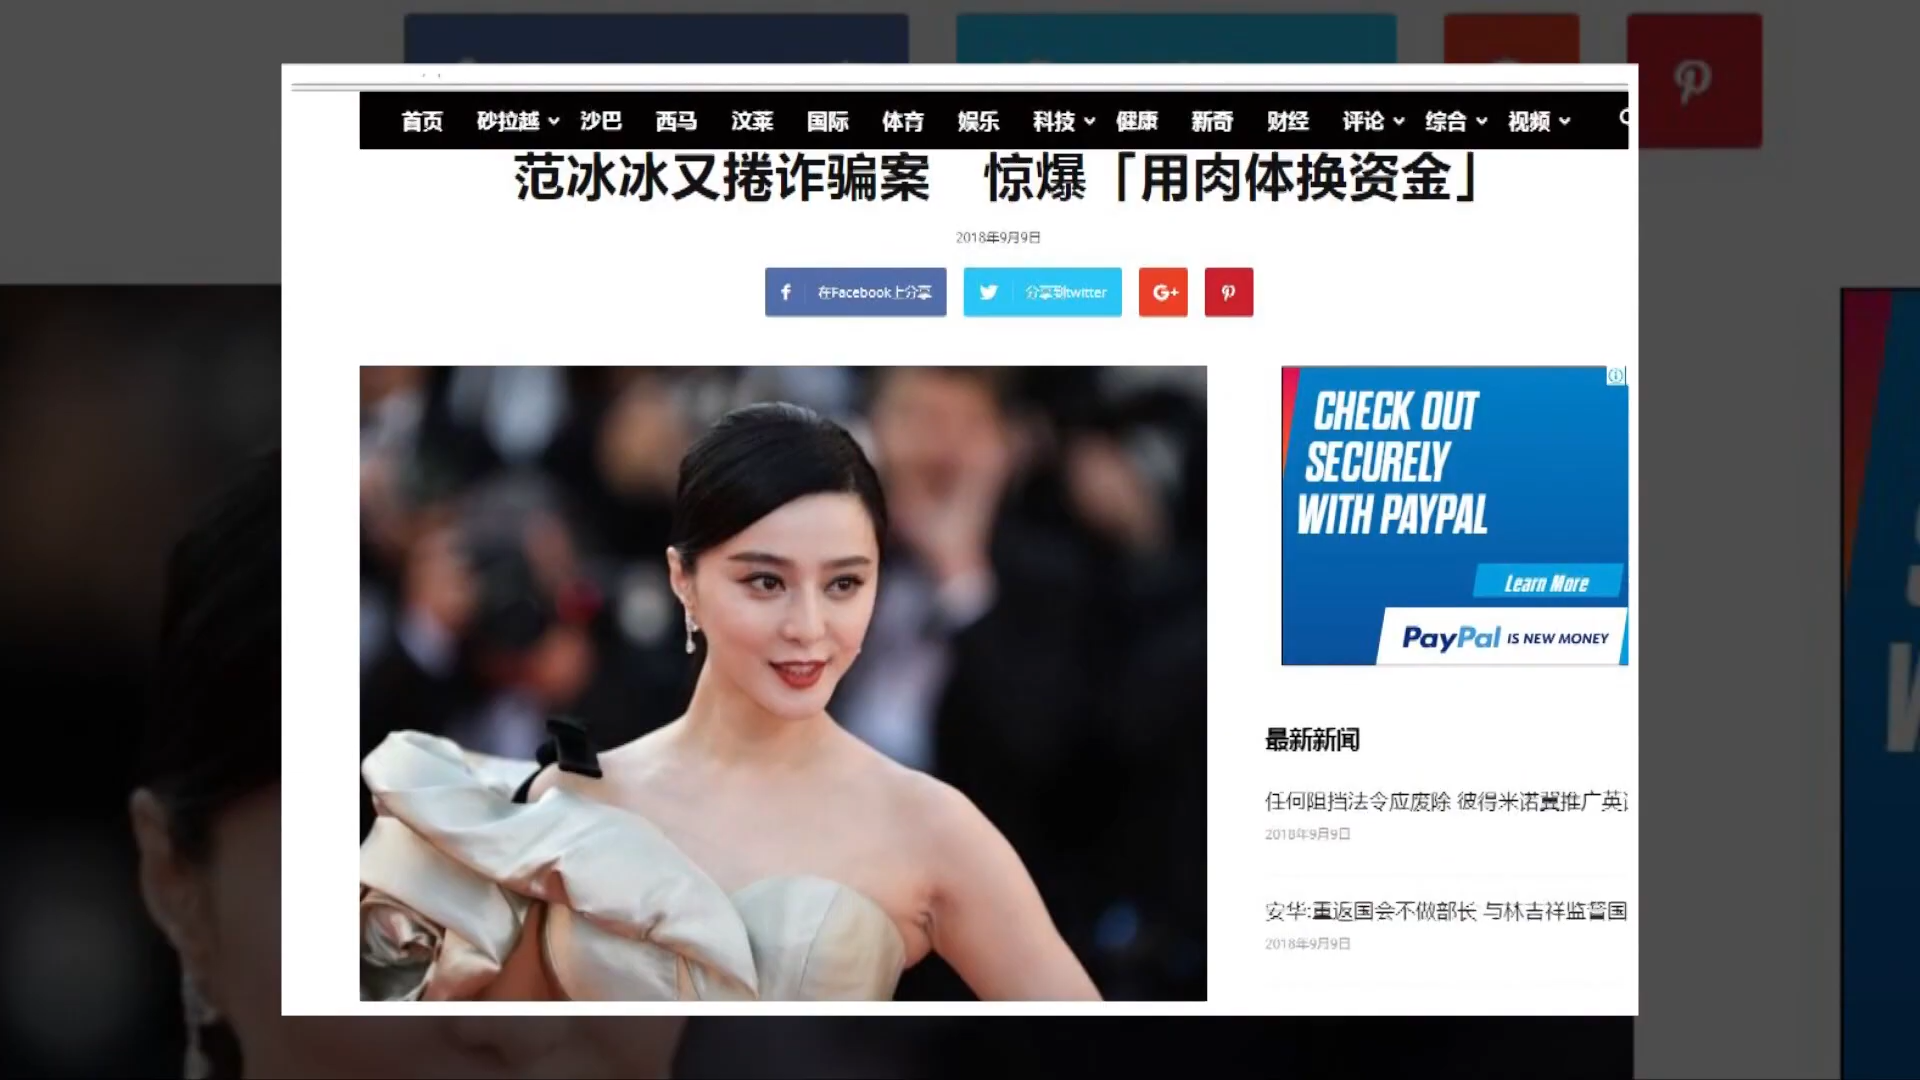 首页 砂拉越 沙巴 西马 汶莱 国际 体育 娱乐 科技 健康 新奇 财经 评论 综合 视频
范冰冰又捲诈骗案 惊爆「用肉体换资金」
2018年9月9日
在Facebook上分享 分享到twitter G+
CHECK OUT
SECURELY
WITH PAYPAL
Learn More
PayPal IS NEW MONEY
最新新闻
任何阻挡法令应废除 彼得米诺冀推广英
2018年9月9日
安华:重返国会不做部长 与林吉祥监督国
2018年9月9日